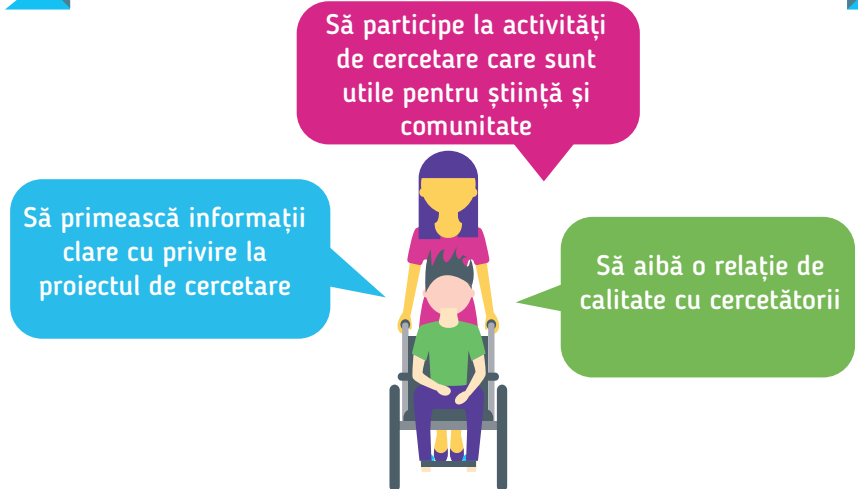 Să participe la activități
de cercetare care sunt
utile pentru știință și
comunitate
Să primească informații
clare cu privire la
proiectul de cercetare
Să aibă o relație de
calitate cu cercetătorii